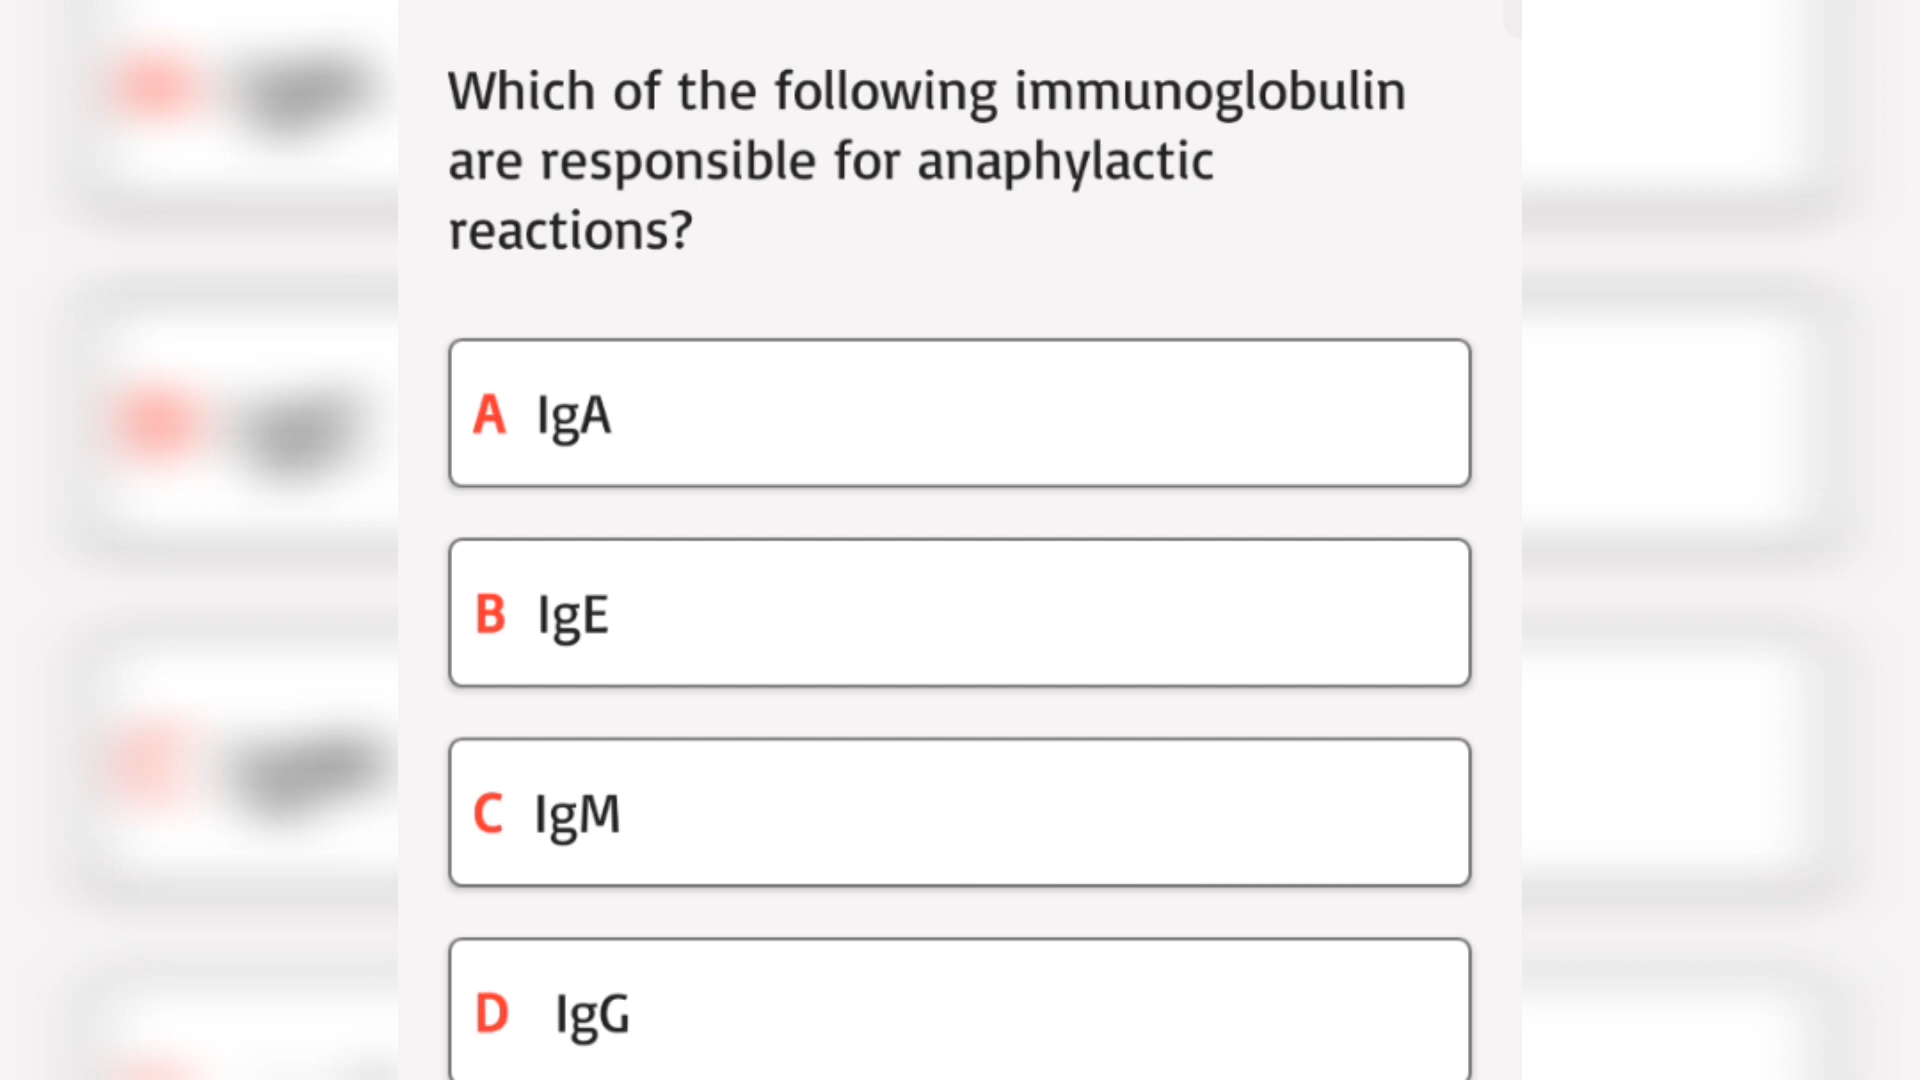 Which of the following immunoglobulin
are responsible for anaphylactic
reactions?
A IgA
B IgE
C IgM
D IgG